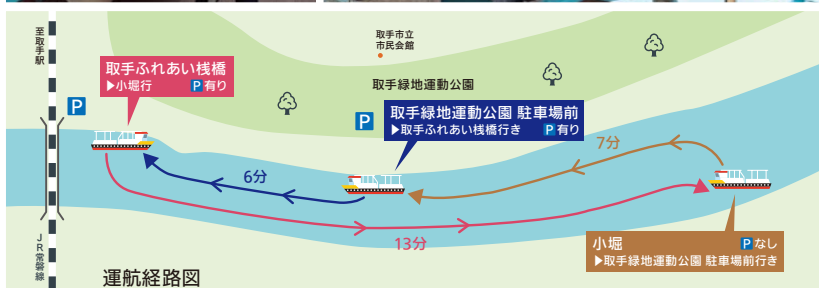 至取手駅
取手市立
市民会館
取手ふれあい桟橋
▶小堀行 P有り
P
取手緑地運動公園
P
取手緑地運動公園 駐車場前
▶取手ふれあい桟橋行き P有り
7分
6分
13分
小堀 Pなし
▶取手緑地運動公園 駐車場前行き
JR常磐線
運航経路図